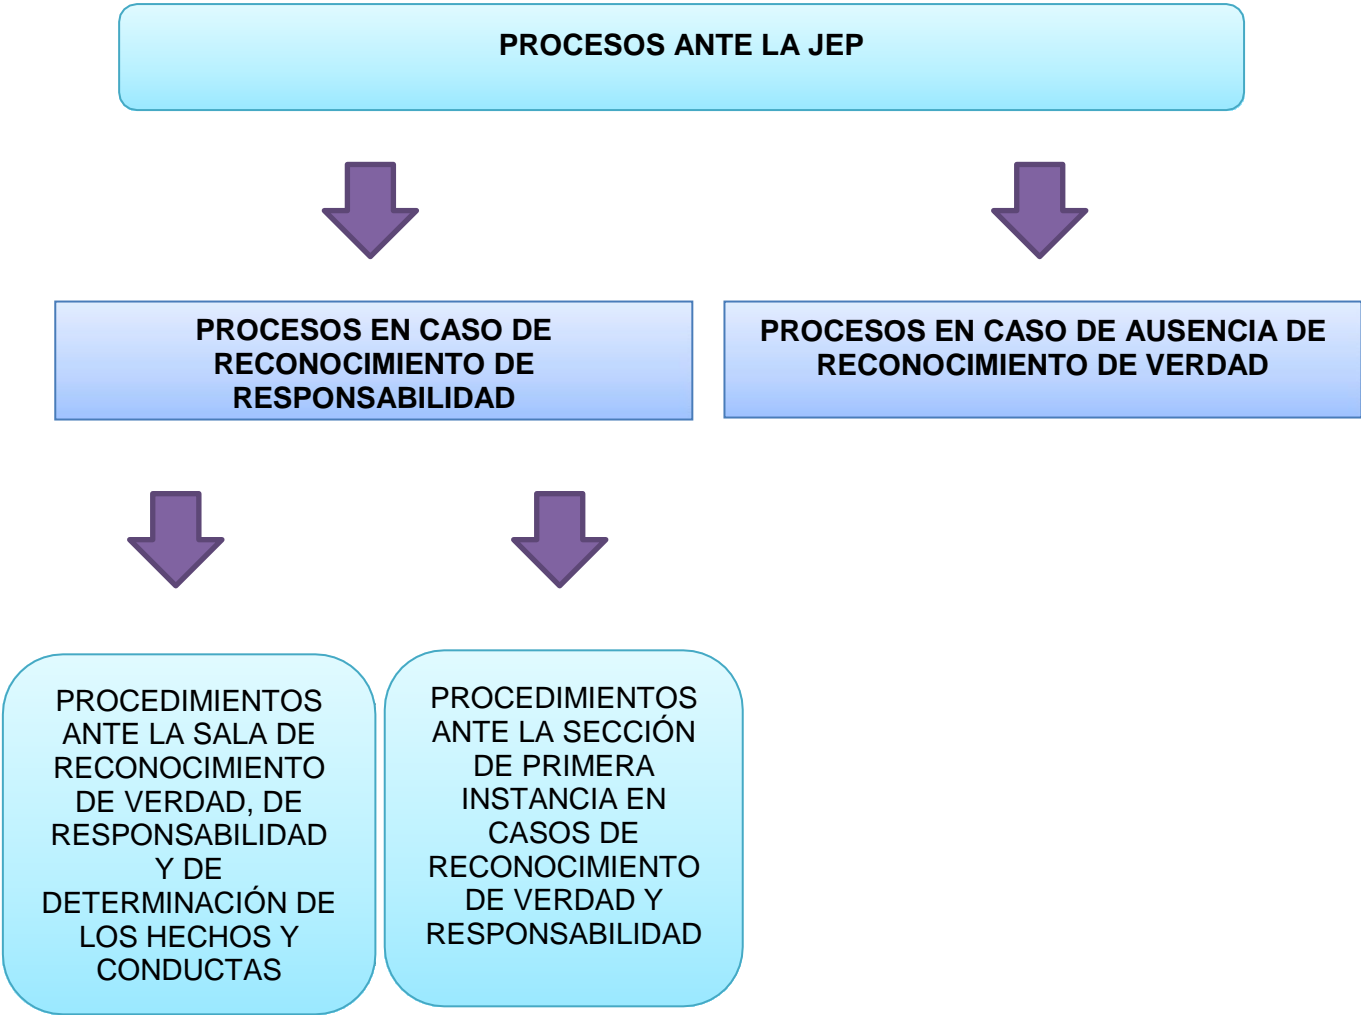 PROCESOS ANTE LA JEP
PROCESOS EN CASO DE
RECONOCIMIENTO DE
RESPONSABILIDAD
PROCESOS EN CASO DE AUSENCIA DE
RECONOCIMIENTO DE VERDAD
PROCEDIMIENTOS
ANTE LA SALA DE
RECONOCIMIENTO
DE VERDAD, DE
RESPONSABILIDAD
Y DE
DETERMINACIÓN DE
LOS HECHOS Y
CONDUCTAS
PROCEDIMIENTOS
ANTE LA SECCIÓN
DE PRIMERA
INSTANCIA EN
CASOS DE
RECONOCIMIENTO
DE VERDAD Y
RESPONSABILIDAD